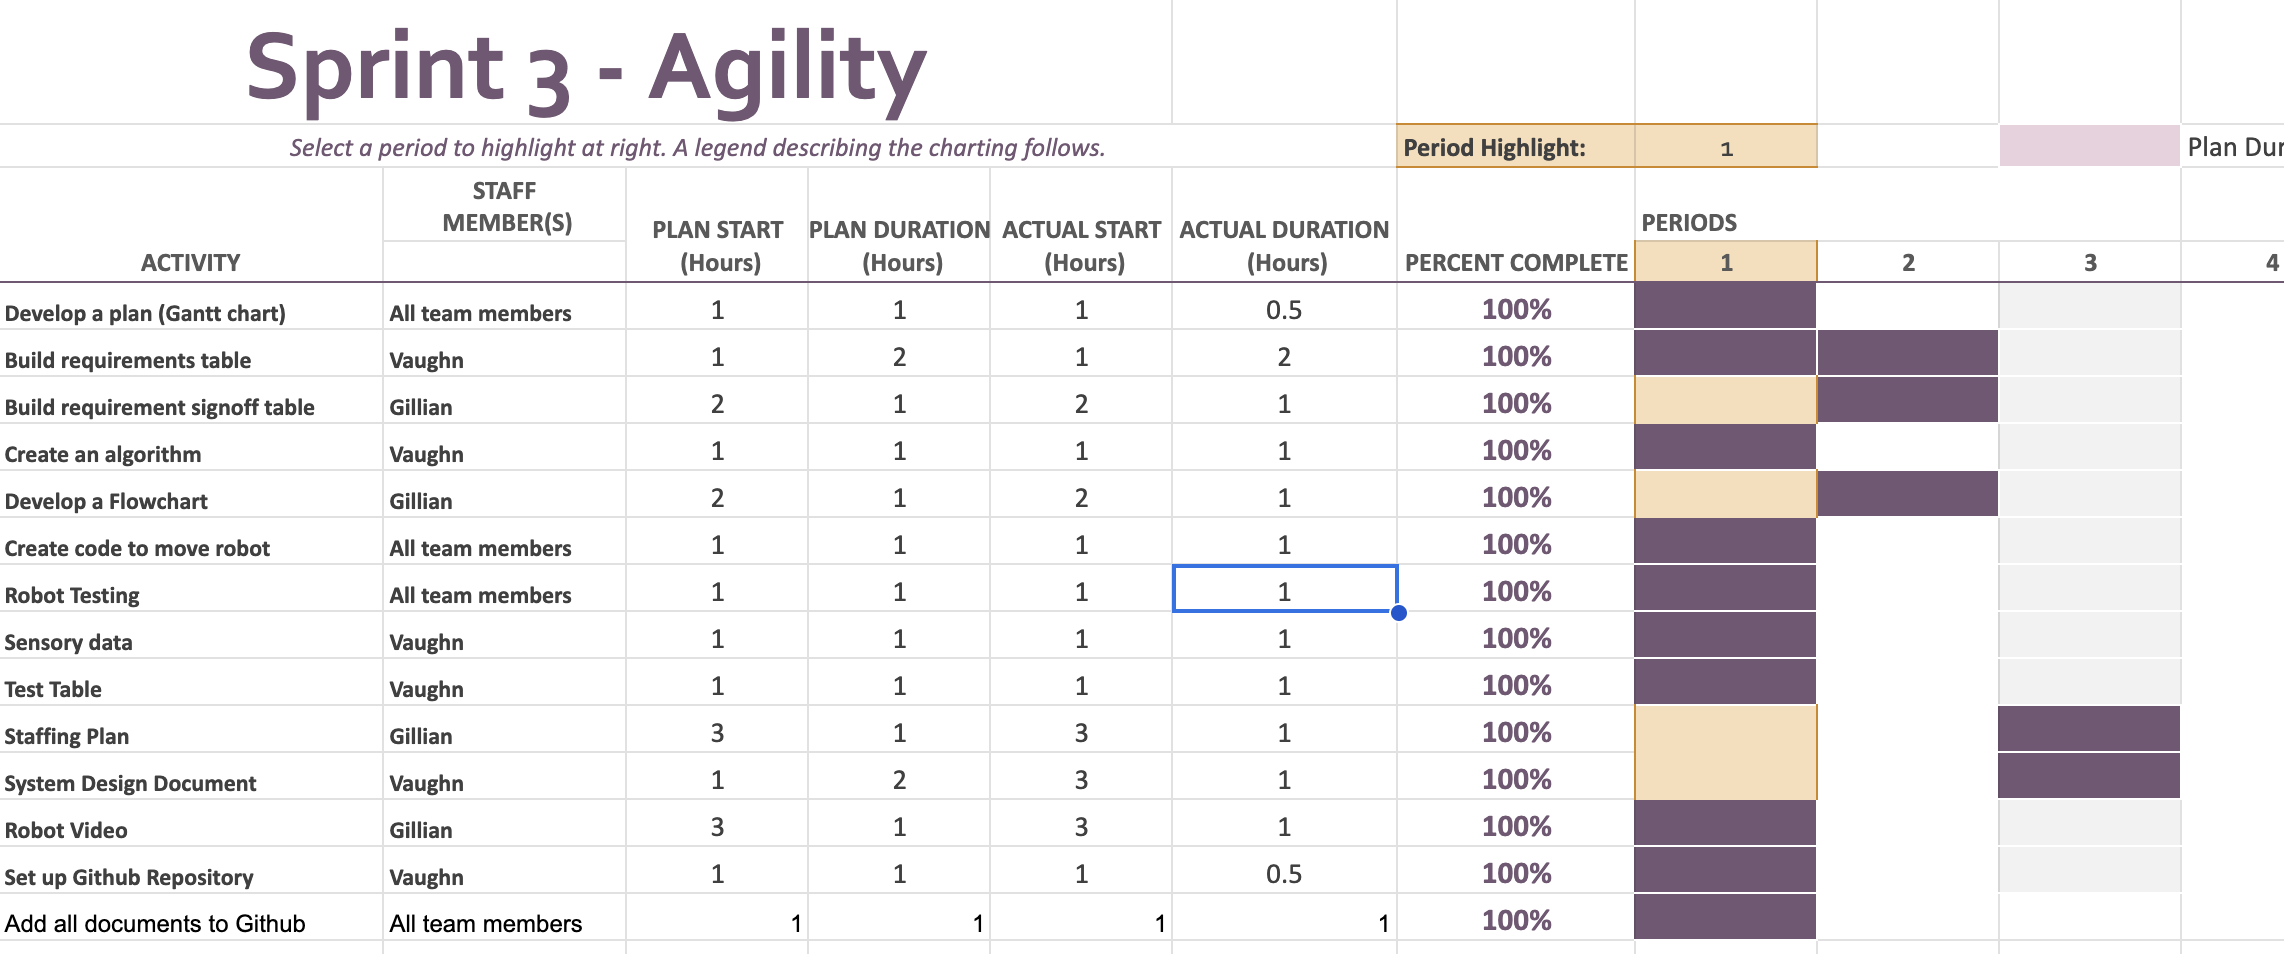 Sprint 3 - Agility
Select a period to highlight at right. A legend describing the charting follows.
Period Highlight: 1 Plan Dur
ACTIVITY STAFF MEMBER(S) PLAN START (Hours) PLAN DURATION (Hours) ACTUAL START (Hours) ACTUAL DURATION (Hours) PERCENT COMPLETE PERIODS
1 2 3 4
Develop a plan (Gantt chart) All team members 1 1 1 0.5 100%
Build requirements table Vaughn 1 2 1 2 100%
Build requirement signoff table Gillian 2 1 2 1 100%
Create an algorithm Vaughn 1 1 1 1 100%
Develop a Flowchart Gillian 2 1 2 1 100%
Create code to move robot All team members 1 1 1 1 100%
Robot Testing All team members 1 1 1 1 100%
Sensory data Vaughn 1 1 1 1 100%
Test Table Vaughn 1 1 1 1 100%
Staffing Plan Gillian 3 1 3 1 100%
System Design Document Vaughn 1 2 3 1 100%
Robot Video Gillian 3 1 3 1 100%
Set up Github Repository Vaughn 1 1 1 0.5 100%
Add all documents to Github All team members 1 1 1 1 100%